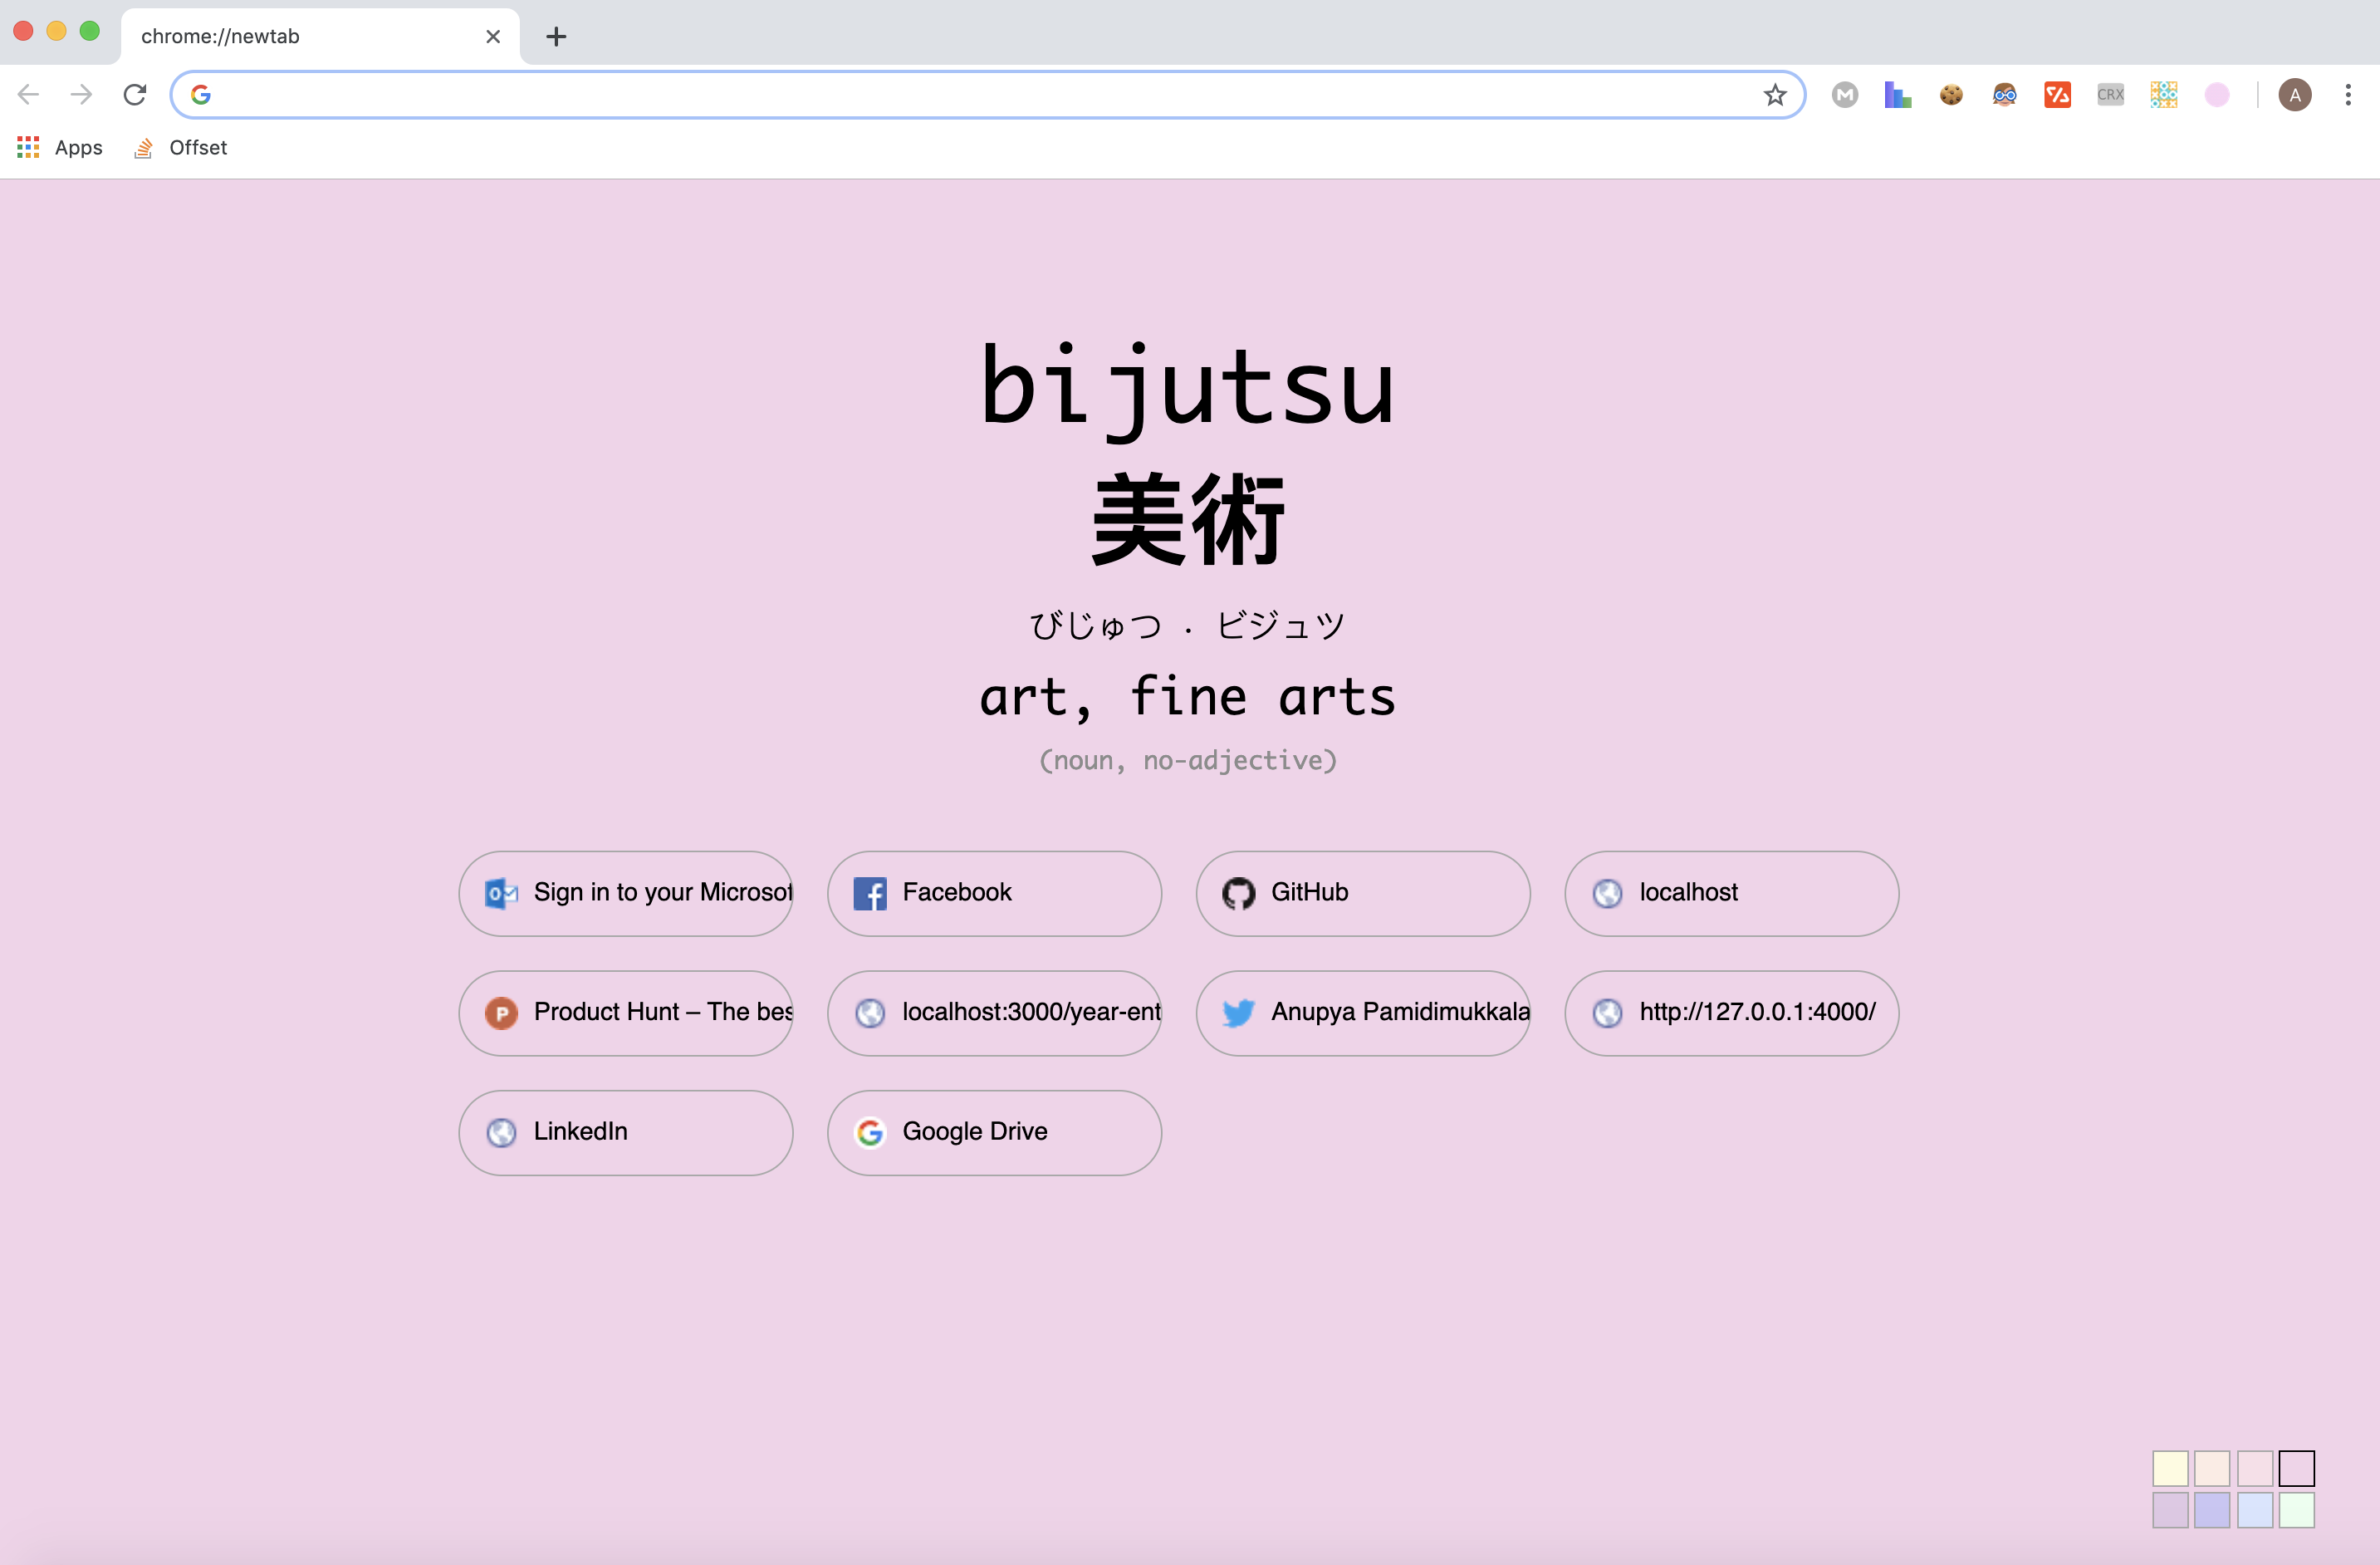 chrome://newtab
CRX
A
Apps
Offset
bijutsu
美術
びじゅつ . ビジュツ
art, fine arts
(noun, no-adjective)
Sign in to your Microsof
Facebook
GitHub
localhost
Product Hunt – The bes
localhost:3000/year-ent
Anupya Pamidimukkala
http://127.0.0.1:4000/
LinkedIn
Google Drive